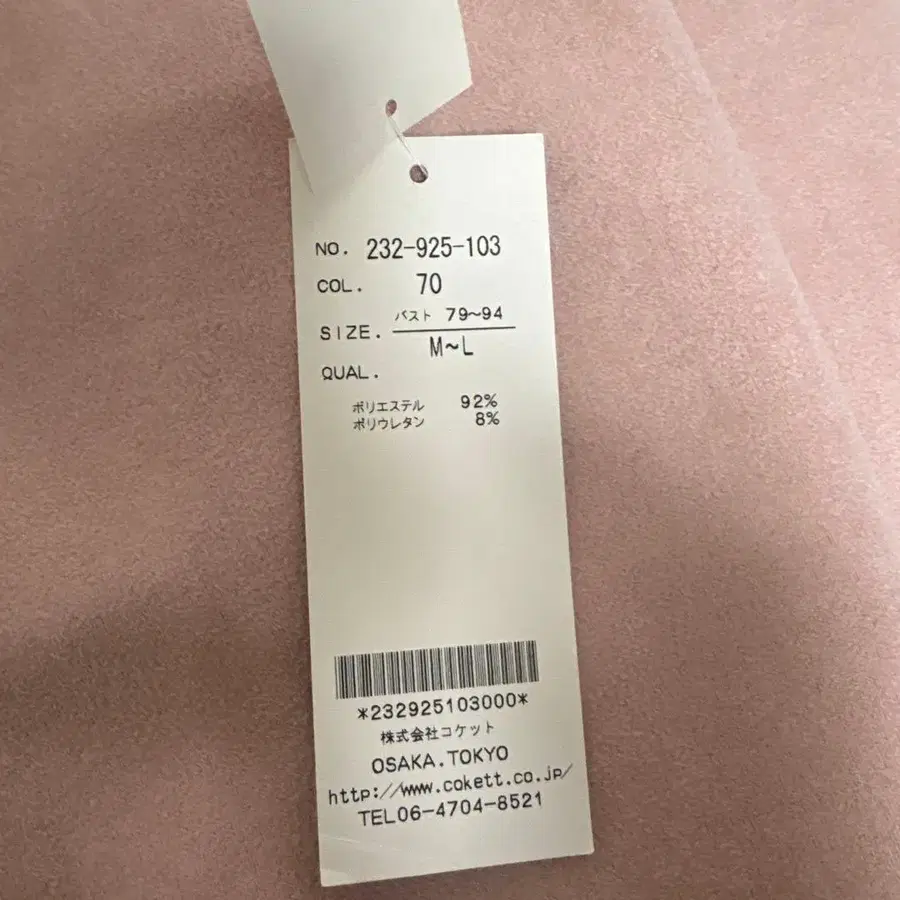 NO. 232-925-103
COL. 70
SIZE. バスト 79~94
M~L
QUAL.
ポリエステル 92%
ポリウレタン 8%
*232925103000*
株式会社コケット
OSAKA.TOKYO
http://www.cokett.co.jp/
TEL06-4704-8521